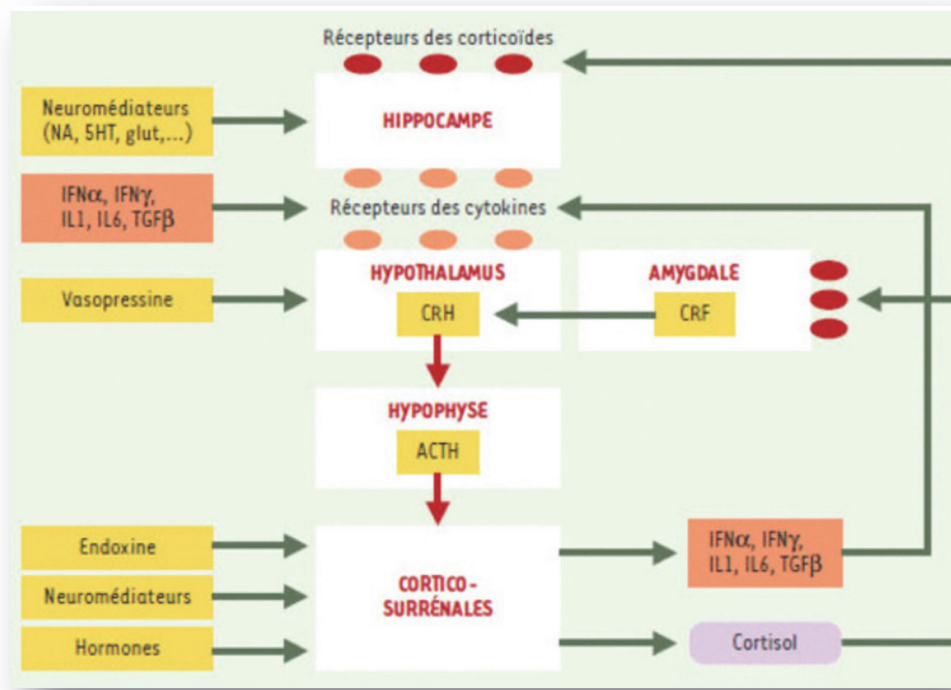 Récepteurs des corticoïdes
Neuromédiateurs
(NA, 5HT, glut,...)
HIPPOCAMPE
IFNα, IFNγ,
IL1, IL6, TGFβ
Récepteurs des cytokines
HYPOTHALAMUS
AMYGDALE
Vasopressine
CRH
CRF
HYPOPHYSE
ACTH
Endoxine
Neuromédiateurs
Hormones
CORTICO-
SURRÉNALES
IFNα, IFNγ,
IL1, IL6, TGFβ
Cortisol